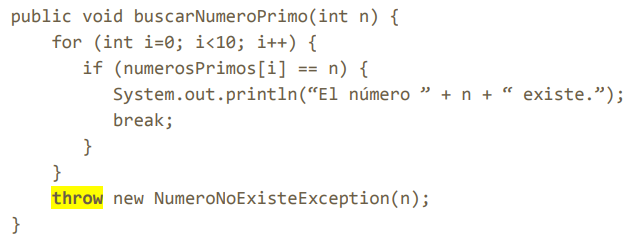 public void buscarNumeroPrimo(int n) {
    for (int i=0; i<10; i++) {
       if (numerosPrimos[i] == n) {
          System.out.println(“El número ” + n + “ existe.”);
          break;
       }
    }
    throw new NumeroNoExisteException(n);
}